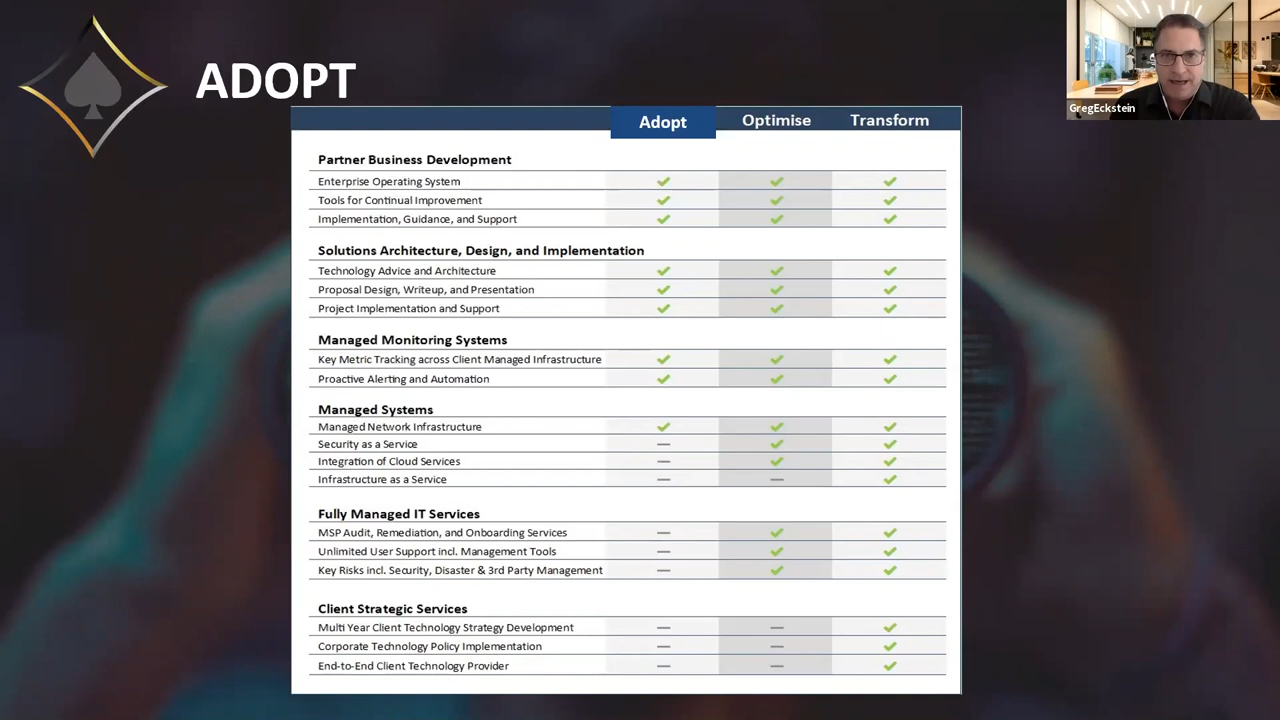 ADOPT
GregEckstein
Adopt Optimise Transform
Partner Business Development
Enterprise Operating System
Tools for Continual Improvement
Implementation, Guidance, and Support
Solutions Architecture, Design, and Implementation
Technology Advice and Architecture
Proposal Design, Writeup, and Presentation
Project Implementation and Support
Managed Monitoring Systems
Key Metric Tracking across Client Managed Infrastructure
Proactive Alerting and Automation
Managed Systems
Managed Network Infrastructure
Security as a Service
Integration of Cloud Services
Infrastructure as a Service
Fully Managed IT Services
MSP Audit, Remediation, and Onboarding Services
Unlimited User Support incl. Management Tools
Key Risks incl. Security, Disaster & 3rd Party Management
Client Strategic Services
Multi Year Client Technology Strategy Development
Corporate Technology Policy Implementation
End-to-End Client Technology Provider